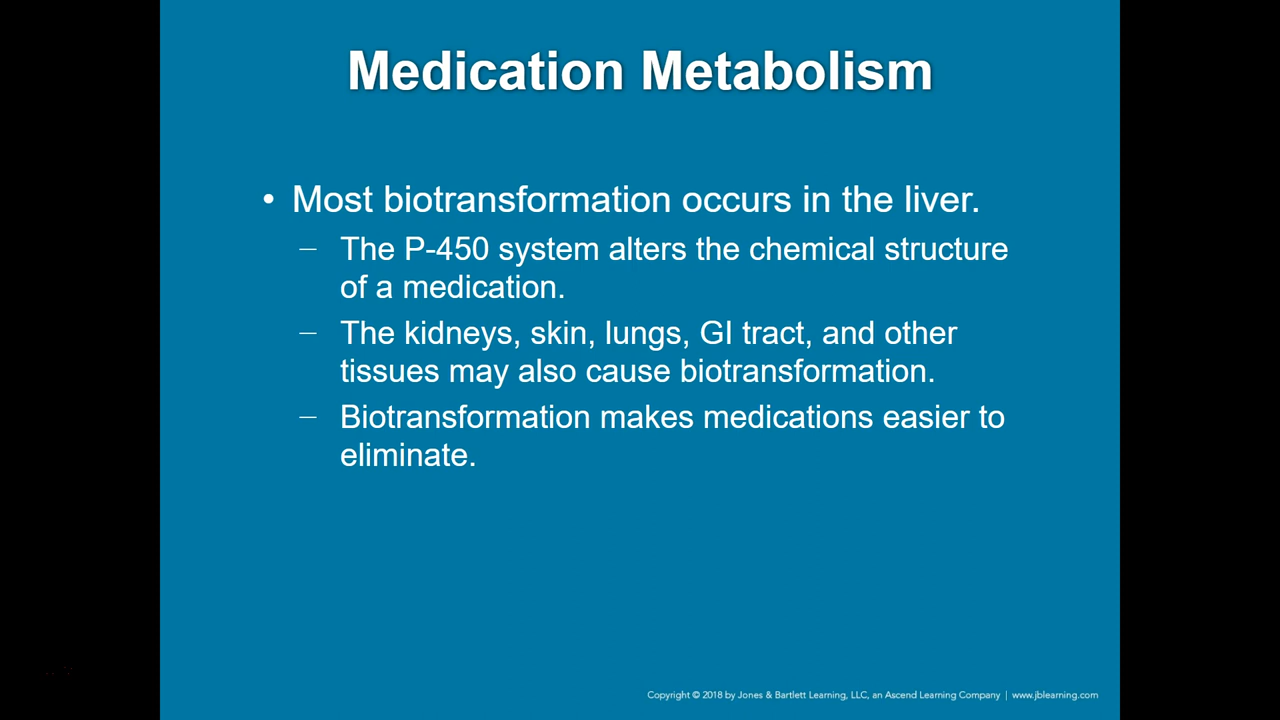 Medication Metabolism
• Most biotransformation occurs in the liver.
– The P-450 system alters the chemical structure
of a medication.
– The kidneys, skin, lungs, GI tract, and other
tissues may also cause biotransformation.
– Biotransformation makes medications easier to
eliminate.
Copyright © 2018 by Jones & Bartlett Learning, LLC, an Ascend Learning Company | www.jblearning.com